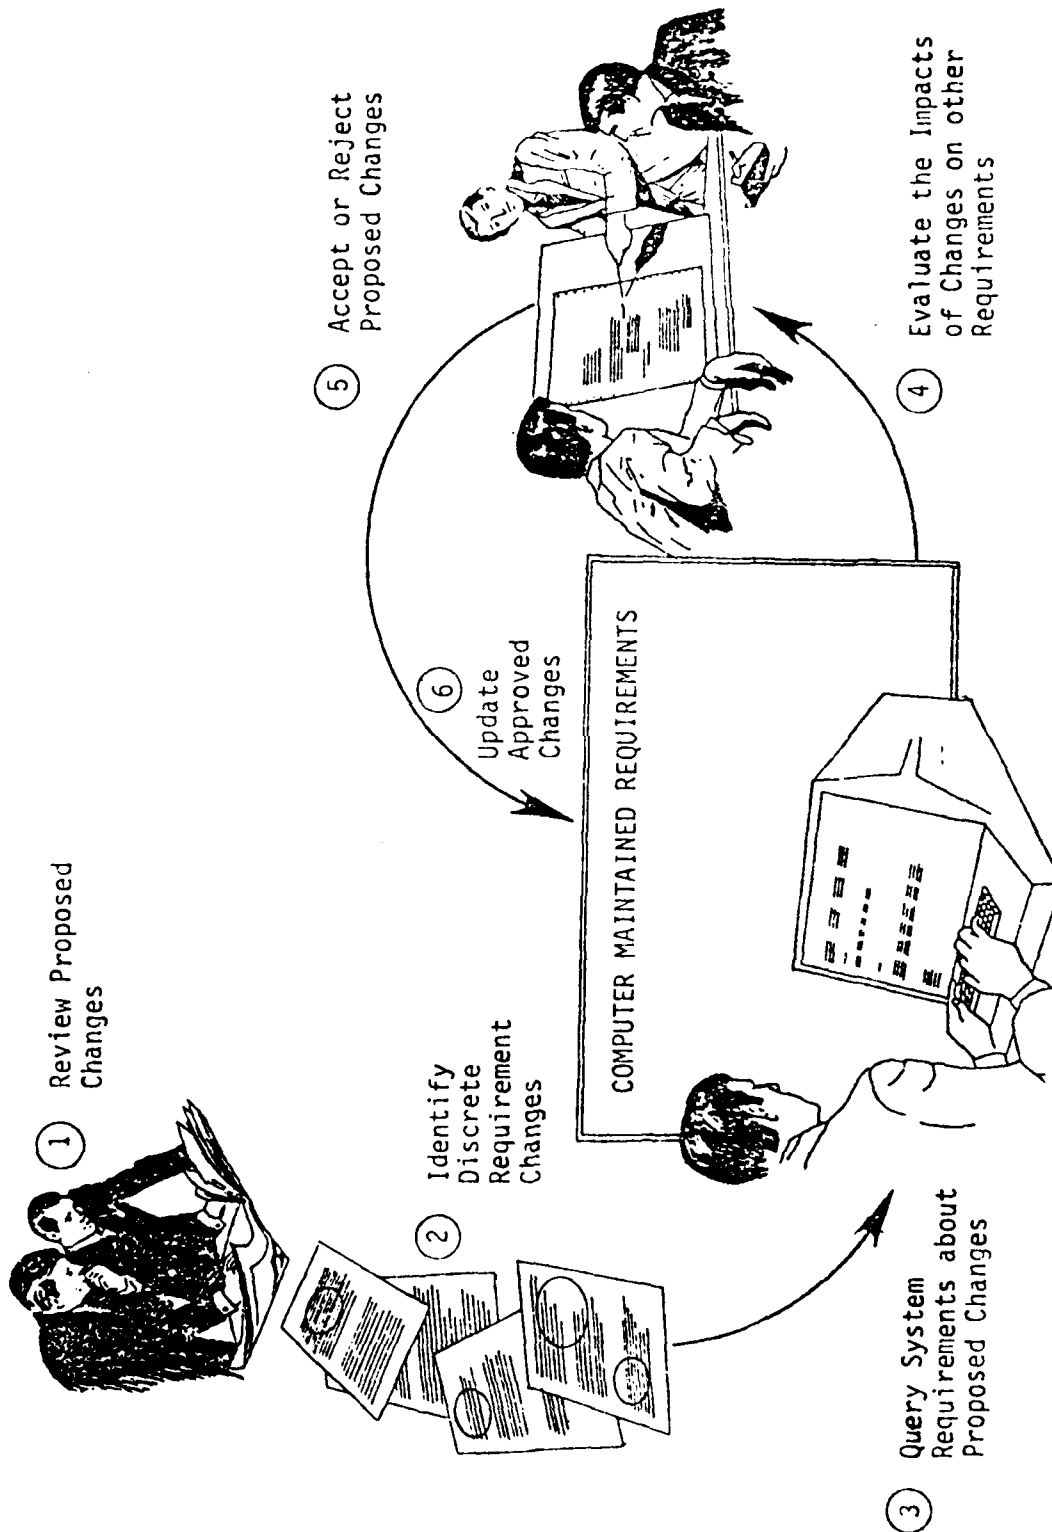 1
Review Proposed
Changes
2
Identify
Discrete
Requirement
Changes
3
Query System
Requirements about
Proposed Changes
COMPUTER MAINTAINED REQUIREMENTS
4
Evaluate the Impacts
of Changes on other
Requirements
5
Accept or Reject
Proposed Changes
6
Update
Approved
Changes